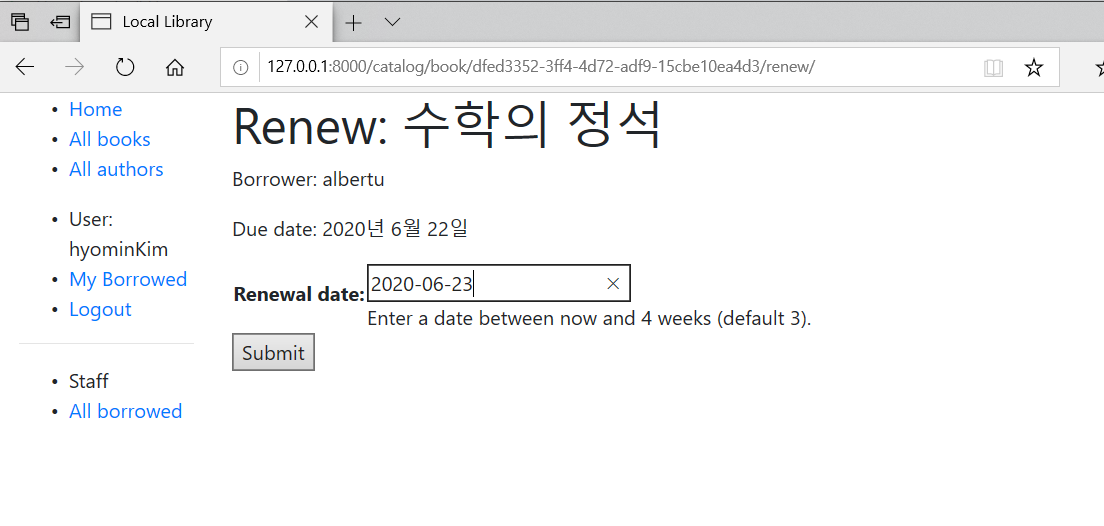 Local Library
127.0.0.1:8000/catalog/book/dfed3352-3ff4-4d72-adf9-15cbe10ea4d3/renew/
Home
All books
All authors
User:
hyominKim
My Borrowed
Logout
Staff
All borrowed
Renew: 수학의 정석
Borrower: albertu
Due date: 2020년 6월 22일
Renewal date: 2020-06-23
Enter a date between now and 4 weeks (default 3).
Submit